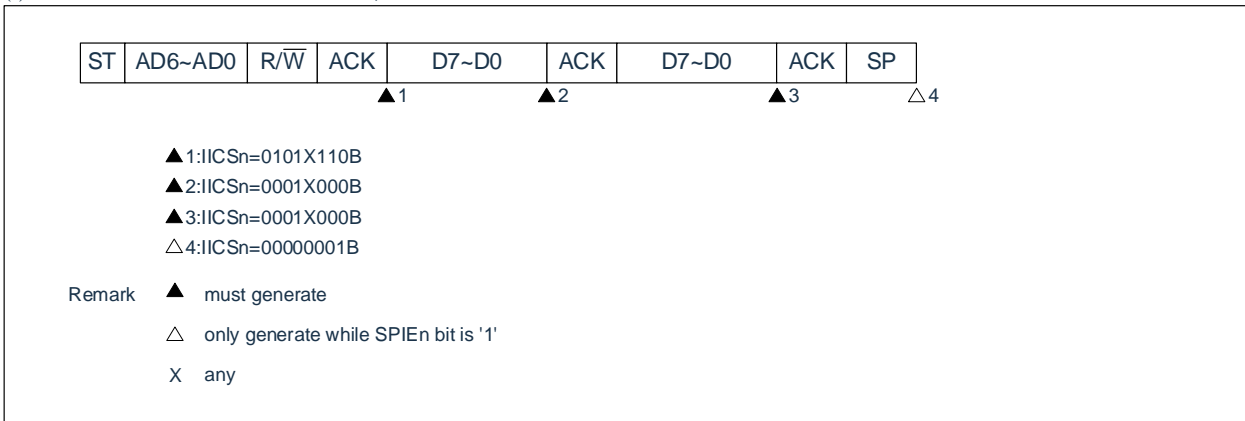 ST AD6~AD0 R/W̅ ACK D7~D0 ACK D7~D0 ACK SP
▲1 ▲2 ▲3 △4
▲1:IICSn=0101X110B
▲2:IICSn=0001X000B
▲3:IICSn=0001X000B
△4:IICSn=00000001B
Remark ▲ must generate
△ only generate while SPIEn bit is '1'
X any